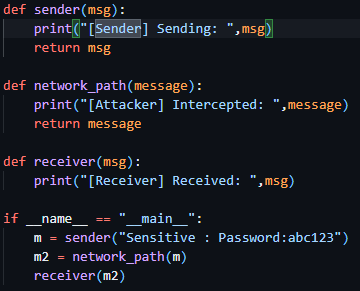 def sender(msg):
    print("[Sender] Sending: ",msg)
    return msg

def network_path(message):
    print("[Attacker] Intercepted: ",message)
    return message

def receiver(msg):
    print("[Receiver] Received: ",msg)

if __name__ == "__main__":
    m = sender("Sensitive : Password:abc123")
    m2 = network_path(m)
    receiver(m2)